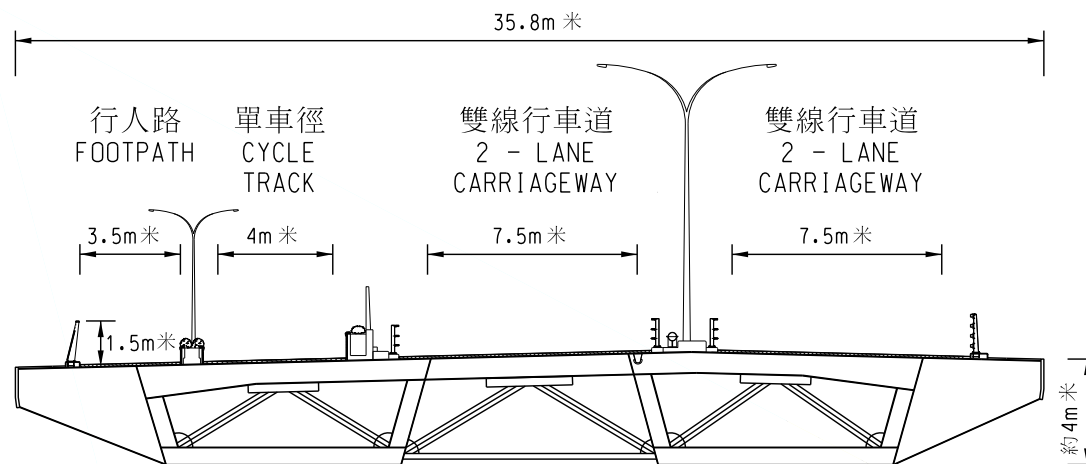 35.8m 米
行人路
FOOTPATH
單車徑
CYCLE
TRACK
雙線行車道
2 - LANE
CARRIAGEWAY
雙線行車道
2 - LANE
CARRIAGEWAY
3.5m 米
4m 米
7.5m 米
7.5m 米
1.5m 米
約4m 米